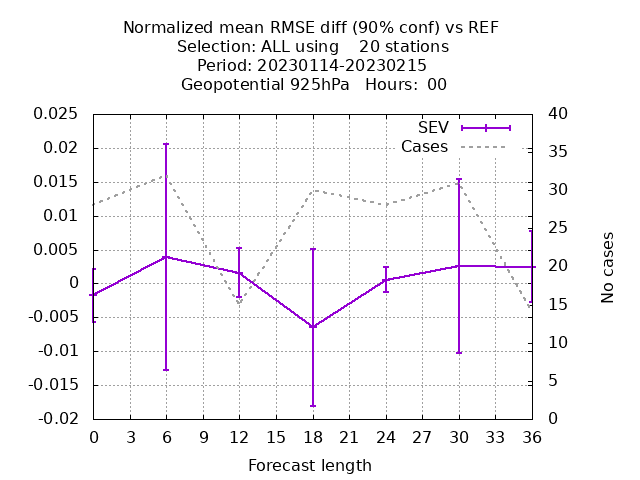 Normalized mean RMSE diff (90% conf) vs REF
Selection: ALL using    20 stations
Period: 20230114-20230215
Geopotential 925hPa   Hours:  00
SEV
Cases
0.025
0.02
0.015
0.01
0.005
0
-0.005
-0.01
-0.015
-0.02
40
35
30
25
20
15
10
5
0
No cases
0 3 6 9 12 15 18 21 24 27 30 33 36
Forecast length